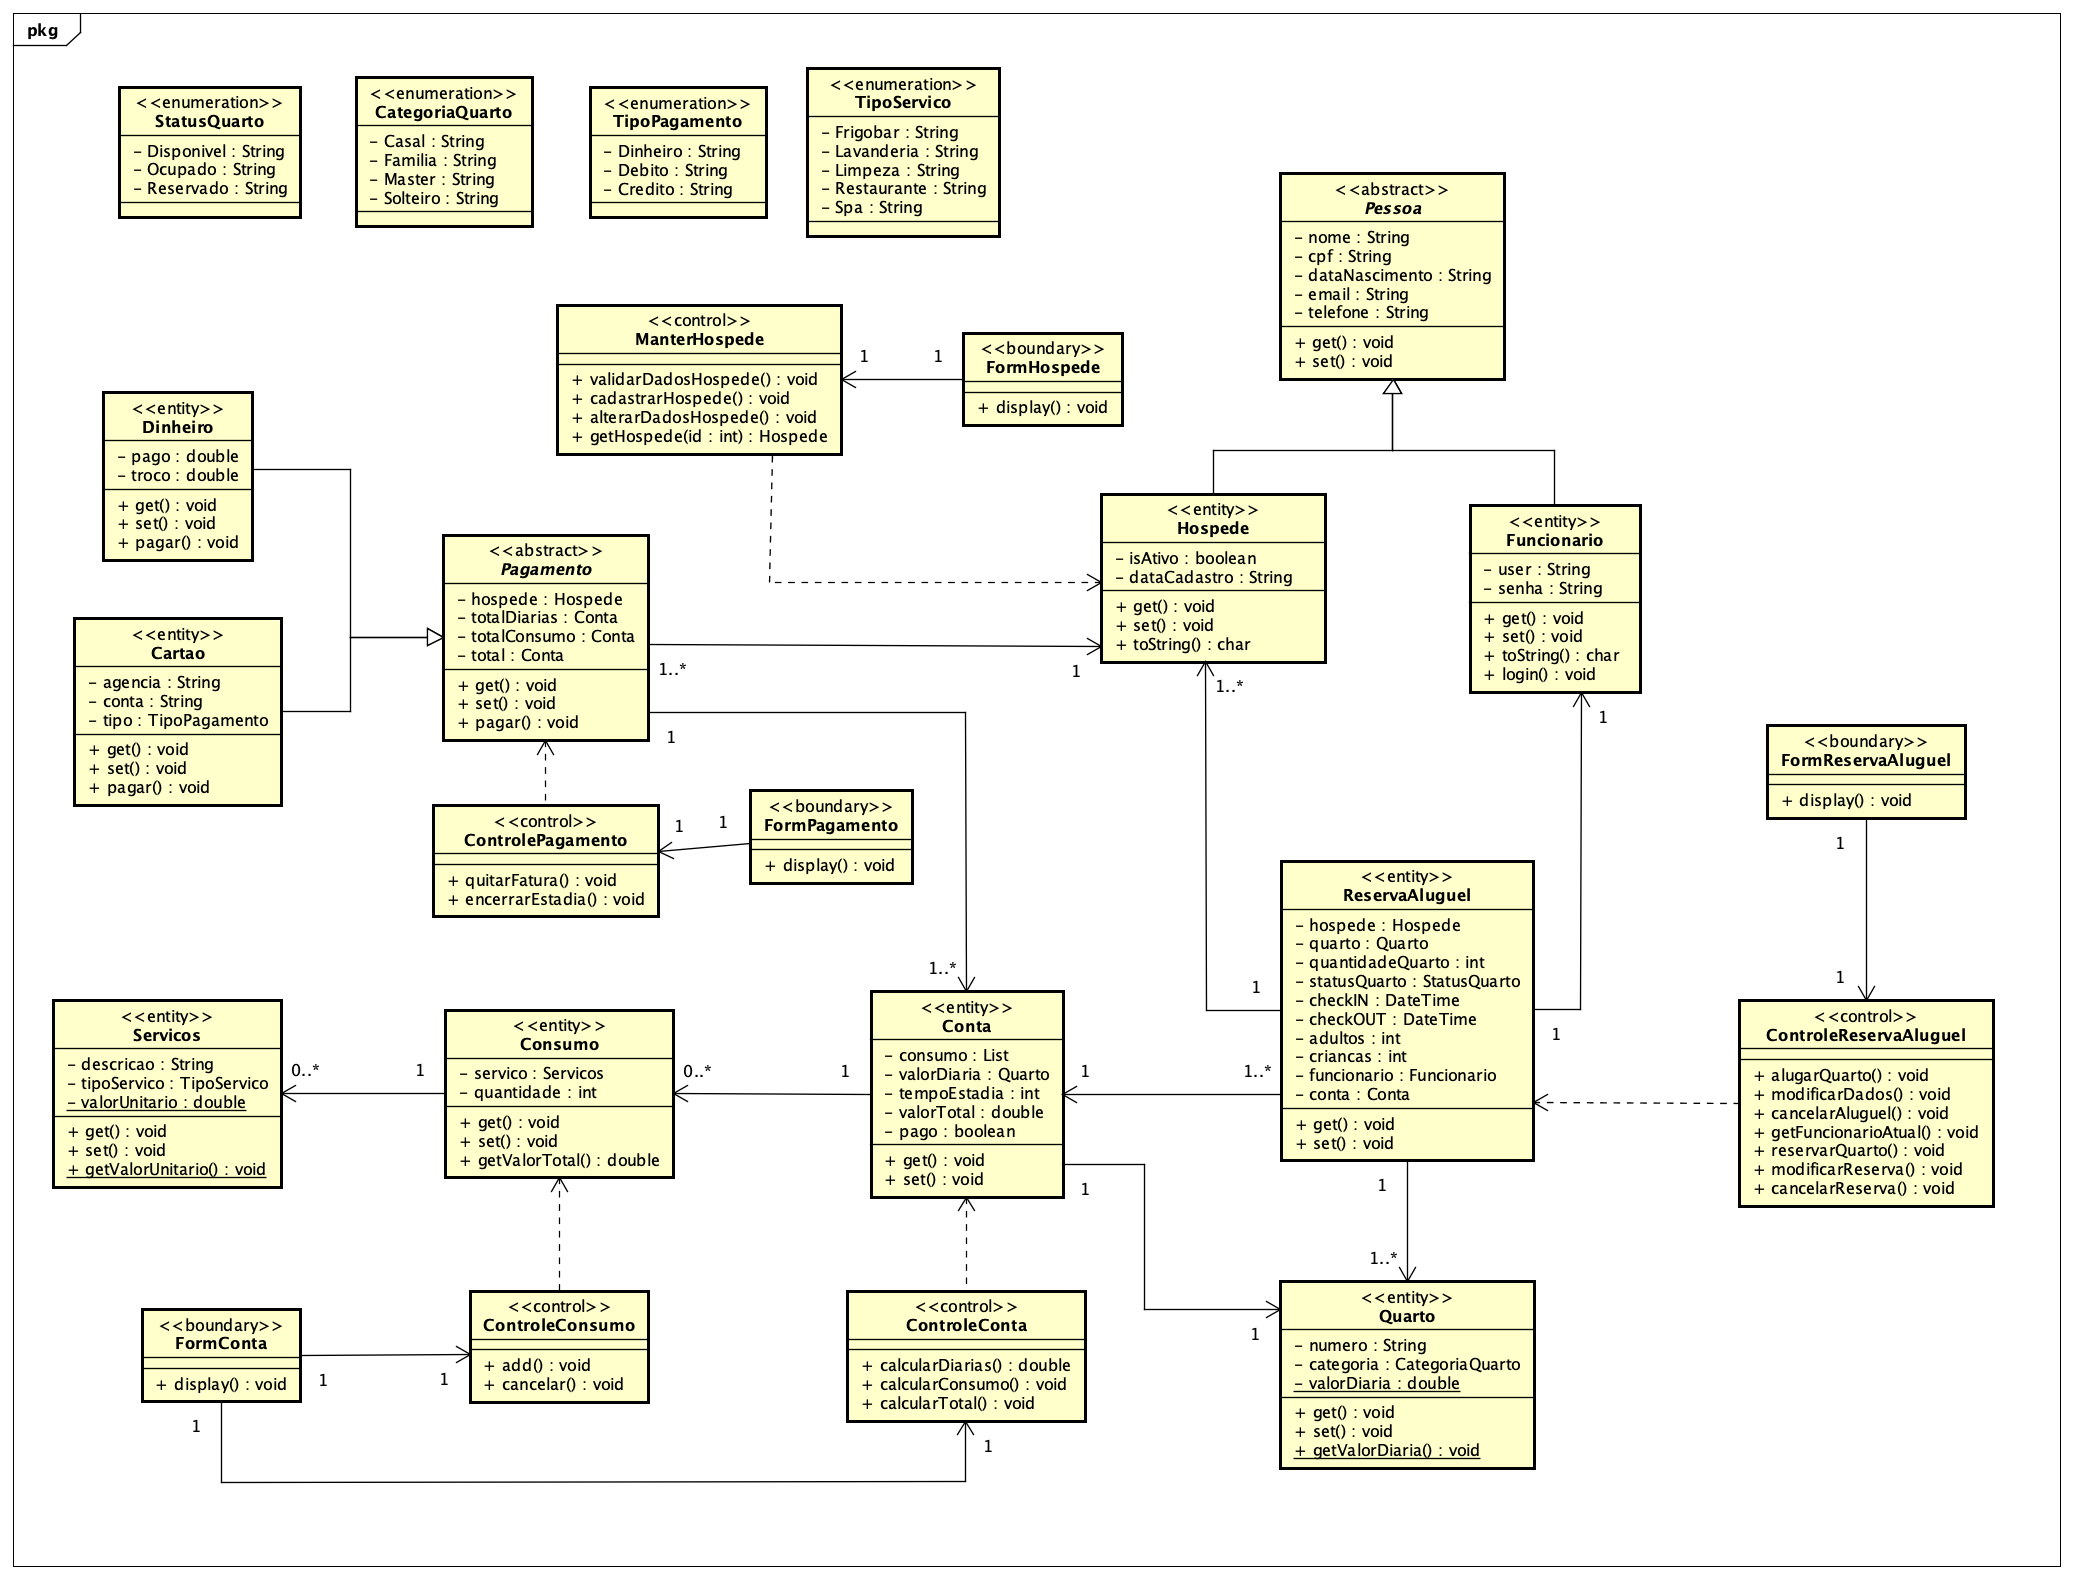 pkg
<<enumeration>>
StatusQuarto
- Disponivel : String
- Ocupado : String
- Reservado : String
<<enumeration>>
CategoriaQuarto
- Casal : String
- Familia : String
- Master : String
- Solteiro : String
<<enumeration>>
TipoPagamento
- Dinheiro : String
- Debito : String
- Credito : String
<<enumeration>>
TipoServico
- Frigobar : String
- Lavanderia : String
- Limpeza : String
- Restaurante : String
- Spa : String
<<abstract>>
Pessoa
- nome : String
- cpf : String
- dataNascimento : String
- email : String
- telefone : String
+ get() : void
+ set() : void
<<control>>
ManterHospede
+ validarDadosHospede() : void
+ cadastrarHospede() : void
+ alterarDadosHospede() : void
+ getHospede(id : int) : Hospede
1
1
<<boundary>>
FormHospede
+ display() : void
<<entity>>
Dinheiro
- pago : double
- troco : double
+ get() : void
+ set() : void
+ pagar() : void
<<entity>>
Cartao
- agencia : String
- conta : String
- tipo : TipoPagamento
+ get() : void
+ set() : void
+ pagar() : void
<<abstract>>
Pagamento
- hospede : Hospede
- totalDiarias : Conta
- totalConsumo : Conta
- total : Conta
+ get() : void
+ set() : void
+ pagar() : void
1..*
1
1
<<entity>>
Hospede
- isAtivo : boolean
- dataCadastro : String
+ get() : void
+ set() : void
+ toString() : char
1..*
<<entity>>
Funcionario
- user : String
- senha : String
+ get() : void
+ set() : void
+ toString() : char
+ login() : void
1
<<boundary>>
FormReservaAluguel
+ display() : void
1
1
<<control>>
ControlePagamento
+ quitarFatura() : void
+ encerrarEstadia() : void
1
1
<<boundary>>
FormPagamento
+ display() : void
<<entity>>
ReservaAluguel
- hospede : Hospede
- quarto : Quarto
- quantidadeQuarto : int
- statusQuarto : StatusQuarto
- checkIN : DateTime
- checkOUT : DateTime
- adultos : int
- criancas : int
- funcionario : Funcionario
- conta : Conta
+ get() : void
+ set() : void
1
1
1..*
1
1
<<control>>
ControleReservaAluguel
+ alugarQuarto() : void
+ modificarDados() : void
+ cancelarAluguel() : void
+ getFuncionarioAtual() : void
+ reservarQuarto() : void
+ modificarReserva() : void
+ cancelarReserva() : void
<<entity>>
Servicos
- descricao : String
- tipoServico : TipoServico
- valorUnitario : double
+ get() : void
+ set() : void
+ getValorUnitario() : void
0..*
1
<<entity>>
Consumo
- servico : Servicos
- quantidade : int
+ get() : void
+ set() : void
+ getValorTotal() : double
0..*
1
1..*
<<entity>>
Conta
- consumo : List
- valorDiaria : Quarto
- tempoEstadia : int
- valorTotal : double
- pago : boolean
+ get() : void
+ set() : void
1
1
1..*
<<boundary>>
FormConta
+ display() : void
1
1
1
<<control>>
ControleConsumo
+ add() : void
+ cancelar() : void
<<control>>
ControleConta
+ calcularDiarias() : double
+ calcularConsumo() : void
+ calcularTotal() : void
1
<<entity>>
Quarto
- numero : String
- categoria : CategoriaQuarto
- valorDiaria : double
+ get() : void
+ set() : void
+ getValorDiaria() : void